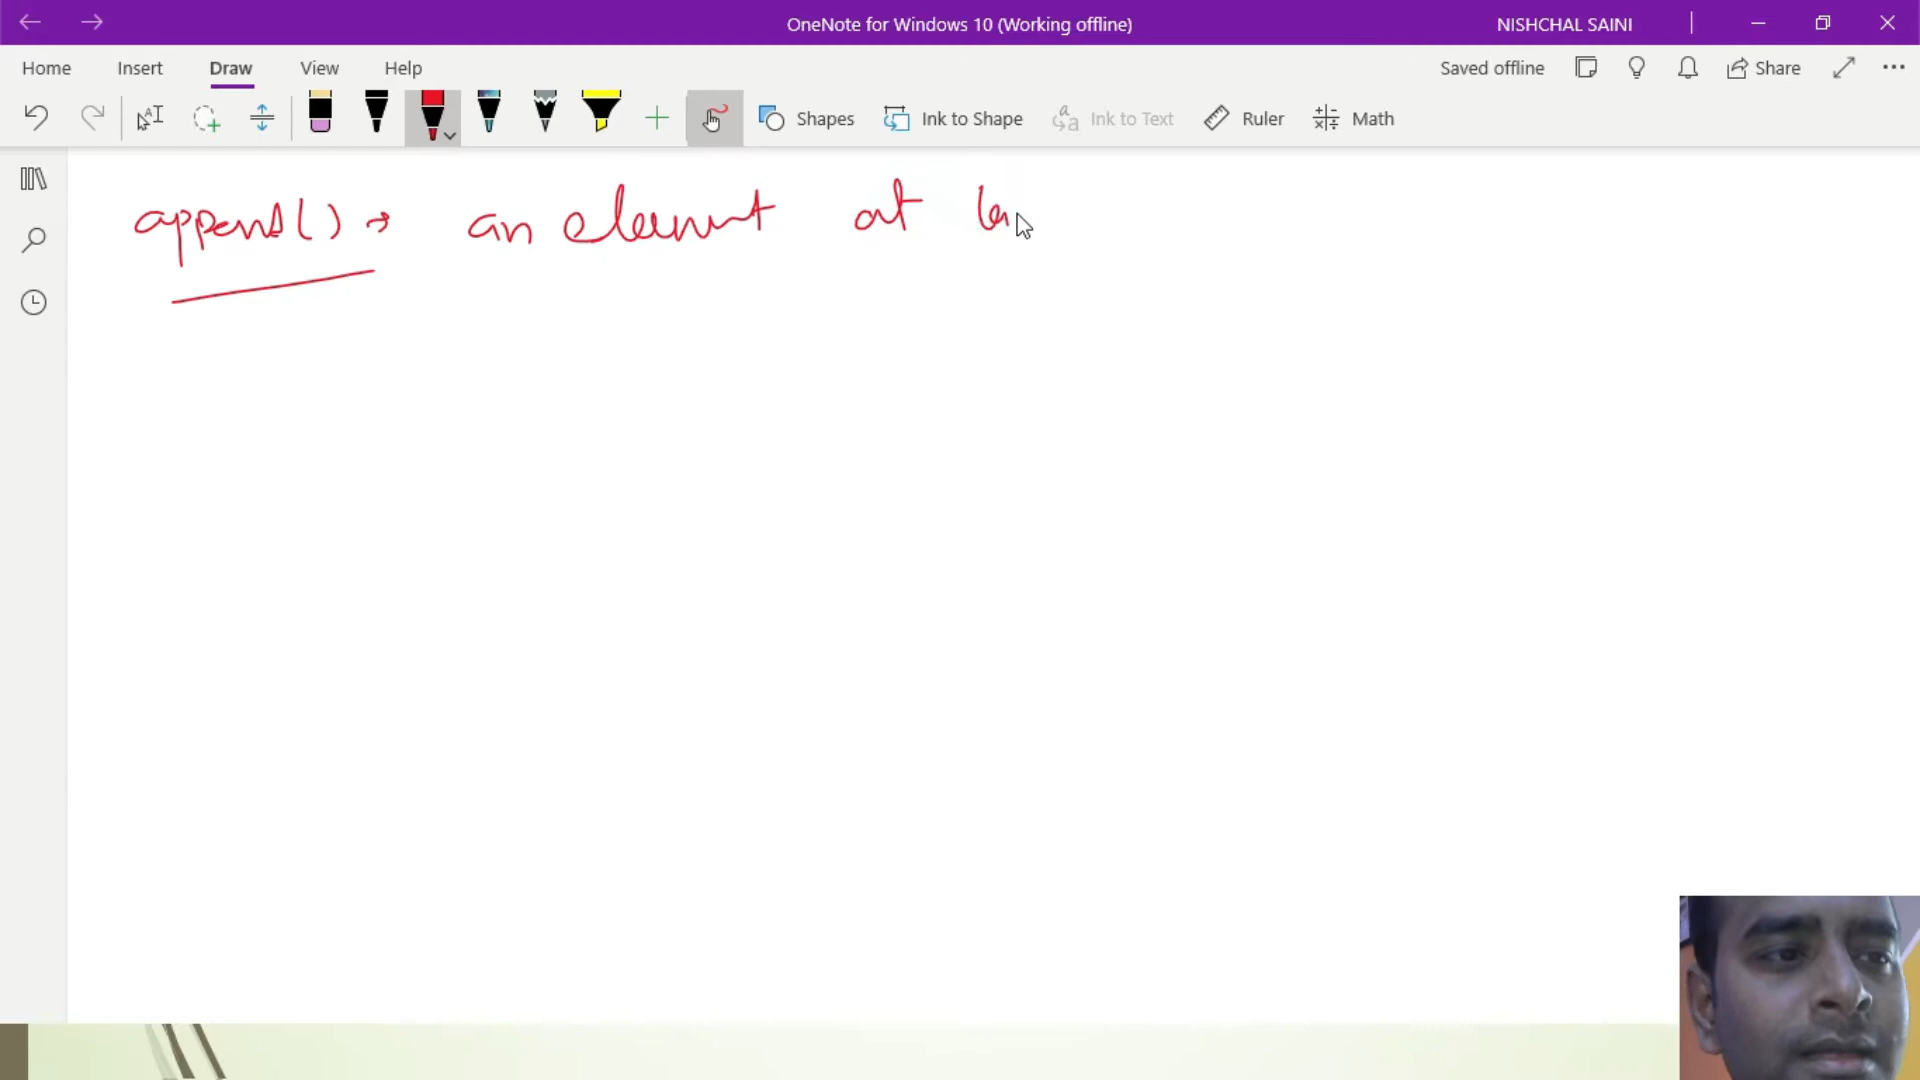 OneNote for Windows 10 (Working offline)
NISHCHAL SAINI
Home Insert Draw View Help
Saved offline
Share
Shapes Ink to Shape Ink to Text Ruler Math
append() → an element at la